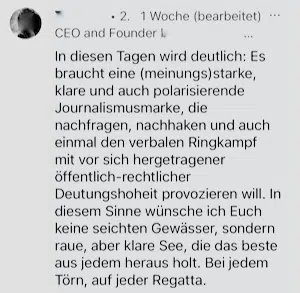 • 2. 1 Woche (bearbeitet) ...
CEO and Founder
...
In diesen Tagen wird deutlich: Es
braucht eine (meinungs)starke,
klare und auch polarisierende
Journalismusmarke, die
nachfragen, nachhaken und auch
einmal den verbalen Ringkampf
mit vor sich hergetragener
öffentlich-rechtlicher
Deutungshoheit provozieren will. In
diesem Sinne wünsche ich Euch
keine seichten Gewässer, sondern
raue, aber klare See, die das beste
aus jedem heraus holt. Bei jedem
Törn, auf jeder Regatta.